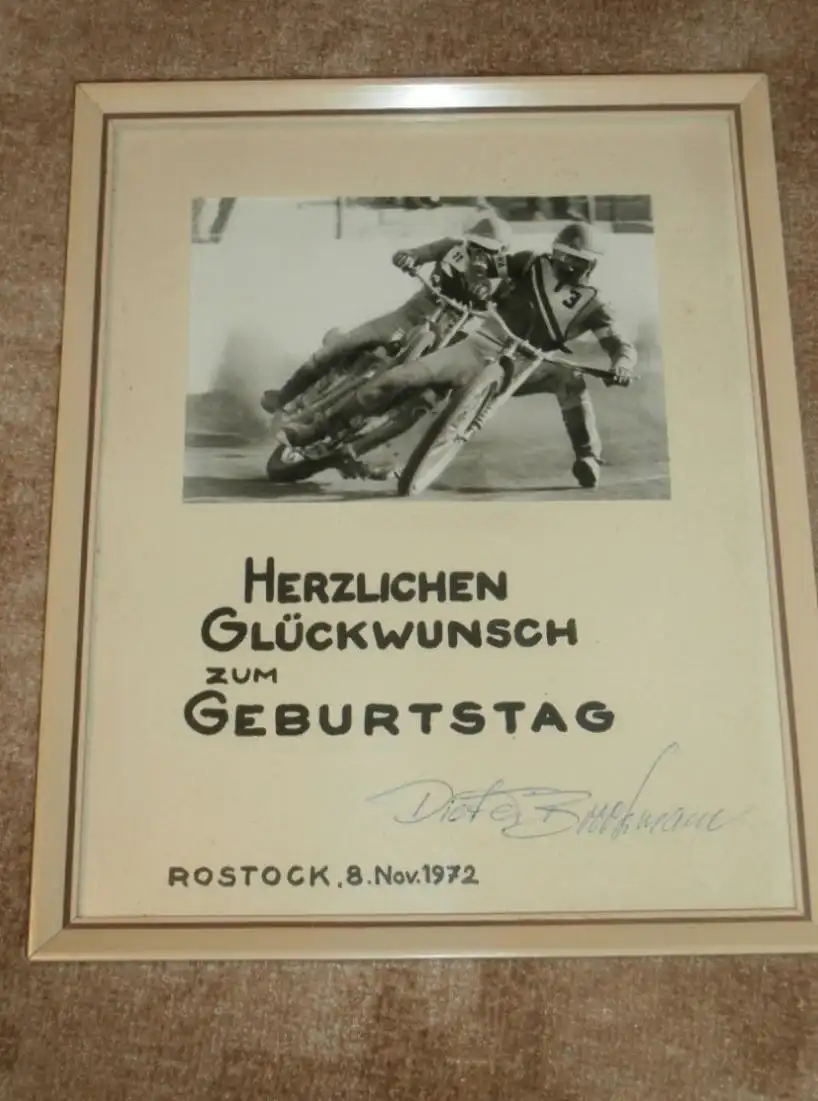 3
HERZLICHEN
GLÜCKWUNSCH
ZUM
GEBURTSTAG
Dieter
ROSTOCK, 8. Nov. 1972